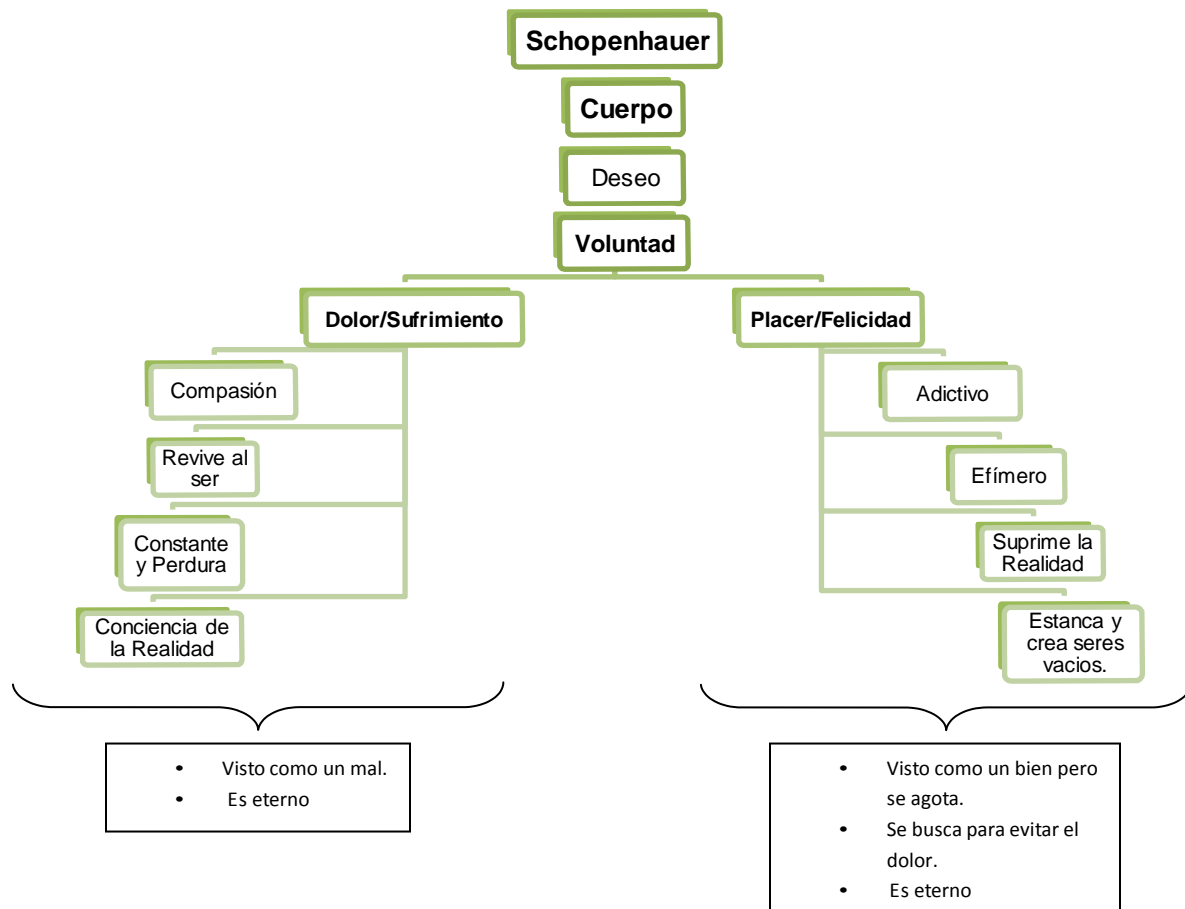 Schopenhauer
Cuerpo
Deseo
Voluntad
Dolor/Sufrimiento
Compasión
Revive al
ser
Constante
y Perdura
Conciencia de
la Realidad
• Visto como un mal.
• Es eterno
Placer/Felicidad
Adictivo
Efímero
Suprime la
Realidad
Estanca y
crea seres
vacios.
• Visto como un bien pero
se agota.
• Se busca para evitar el
dolor.
• Es eterno